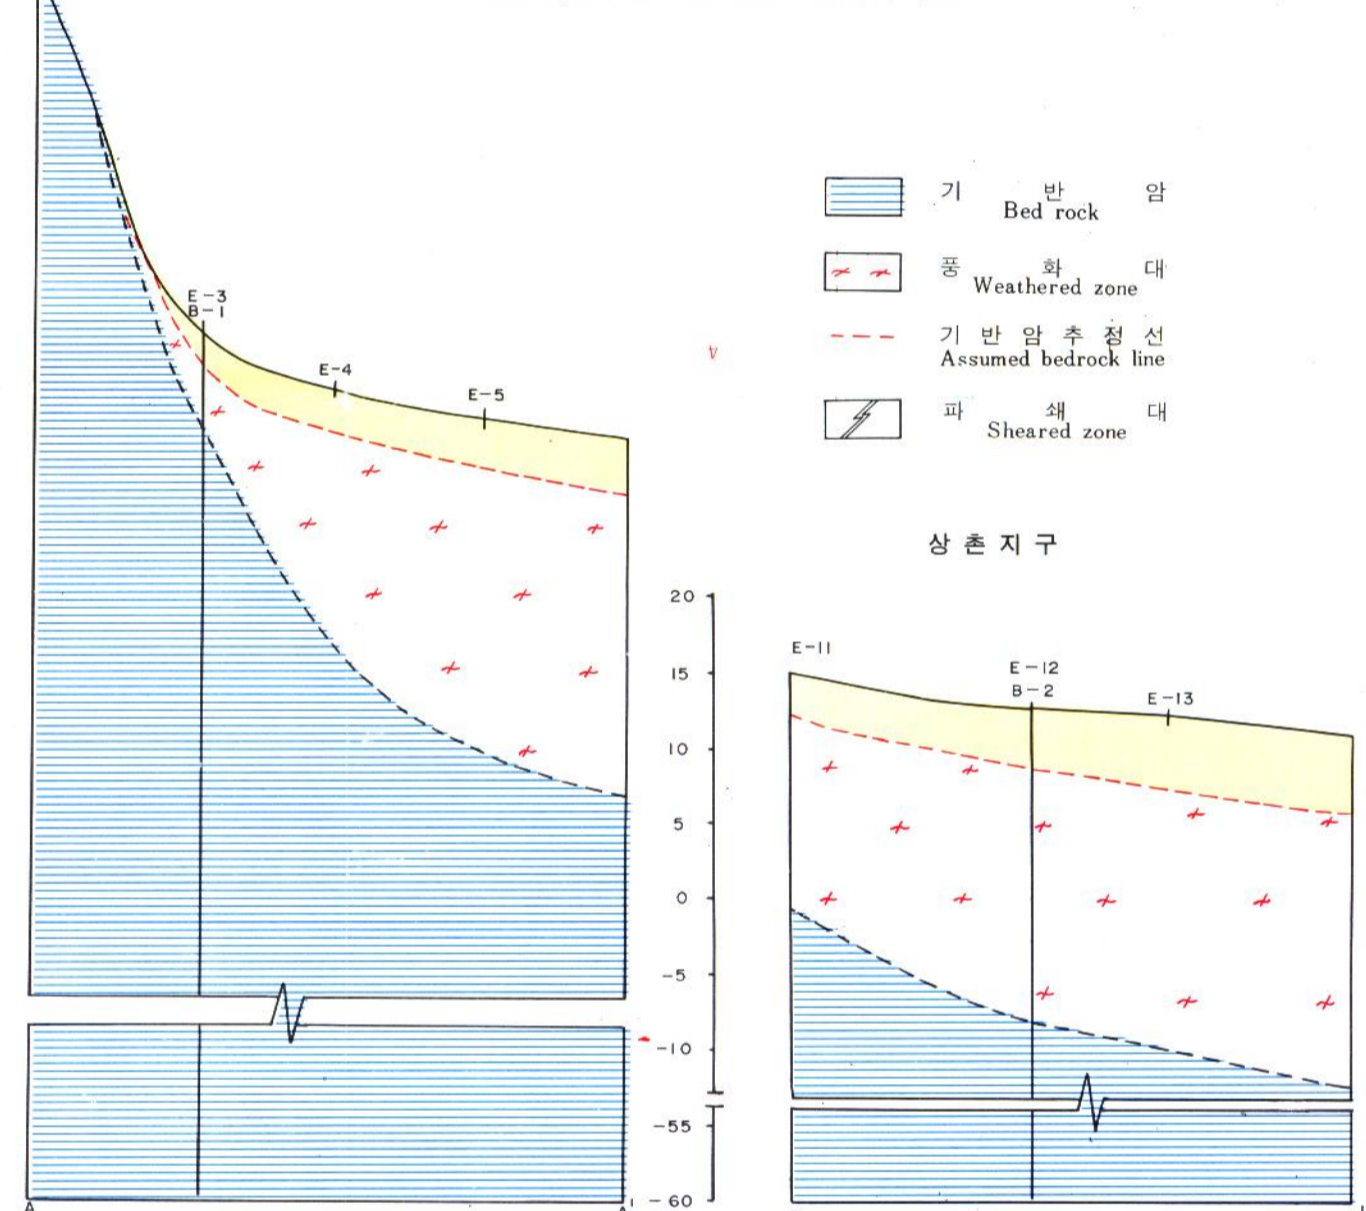 기 반 암
Bed rock
풍 화 대
Weathered zone
기 반 암 추 정 선
Assumed bedrock line
파 쇄 대
Sheared zone
E-3
B-1
E-4
E-5
상 촌 지 구
20
15
10
5
0
-5
-10
-55
-60
E-11
E-12
B-2
E-13